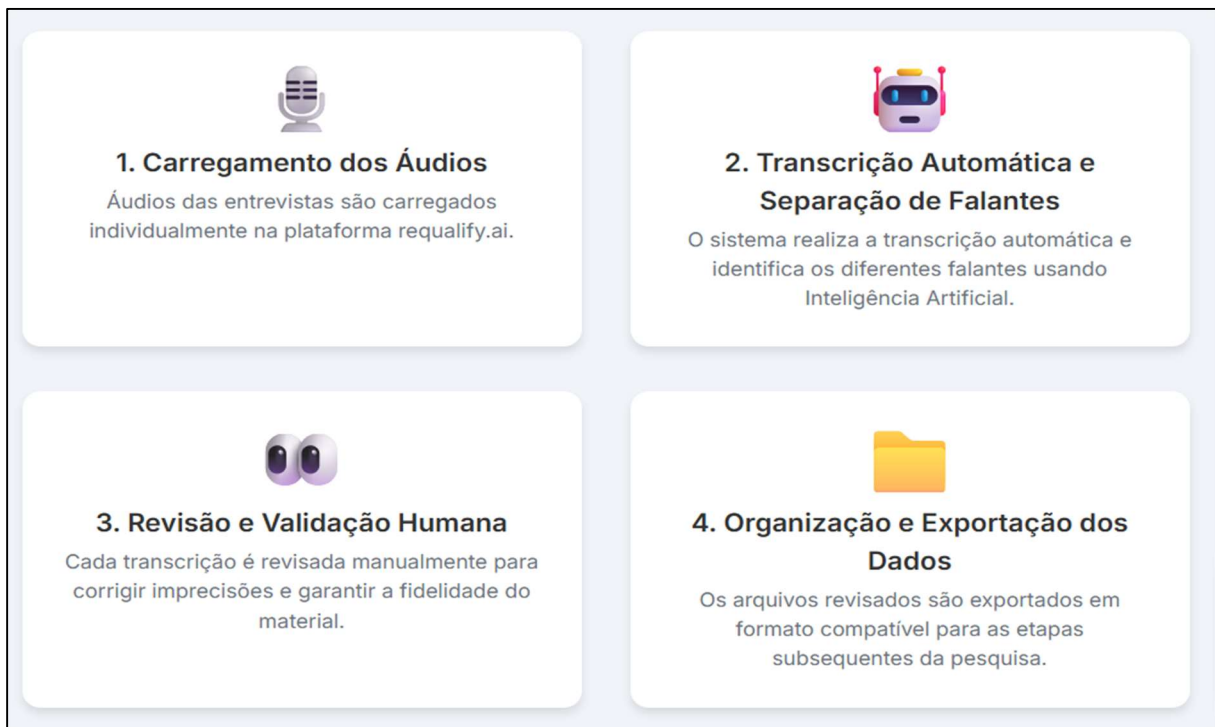 1. Carregamento dos Áudios
Áudios das entrevistas são carregados
individualmente na plataforma requalify.ai.
2. Transcrição Automática e
Separação de Falantes
O sistema realiza a transcrição automática e
identifica os diferentes falantes usando
Inteligência Artificial.
3. Revisão e Validação Humana
Cada transcrição é revisada manualmente para
corrigir imprecisões e garantir a fidelidade do
material.
4. Organização e Exportação dos
Dados
Os arquivos revisados são exportados em
formato compatível para as etapas
subsequentes da pesquisa.